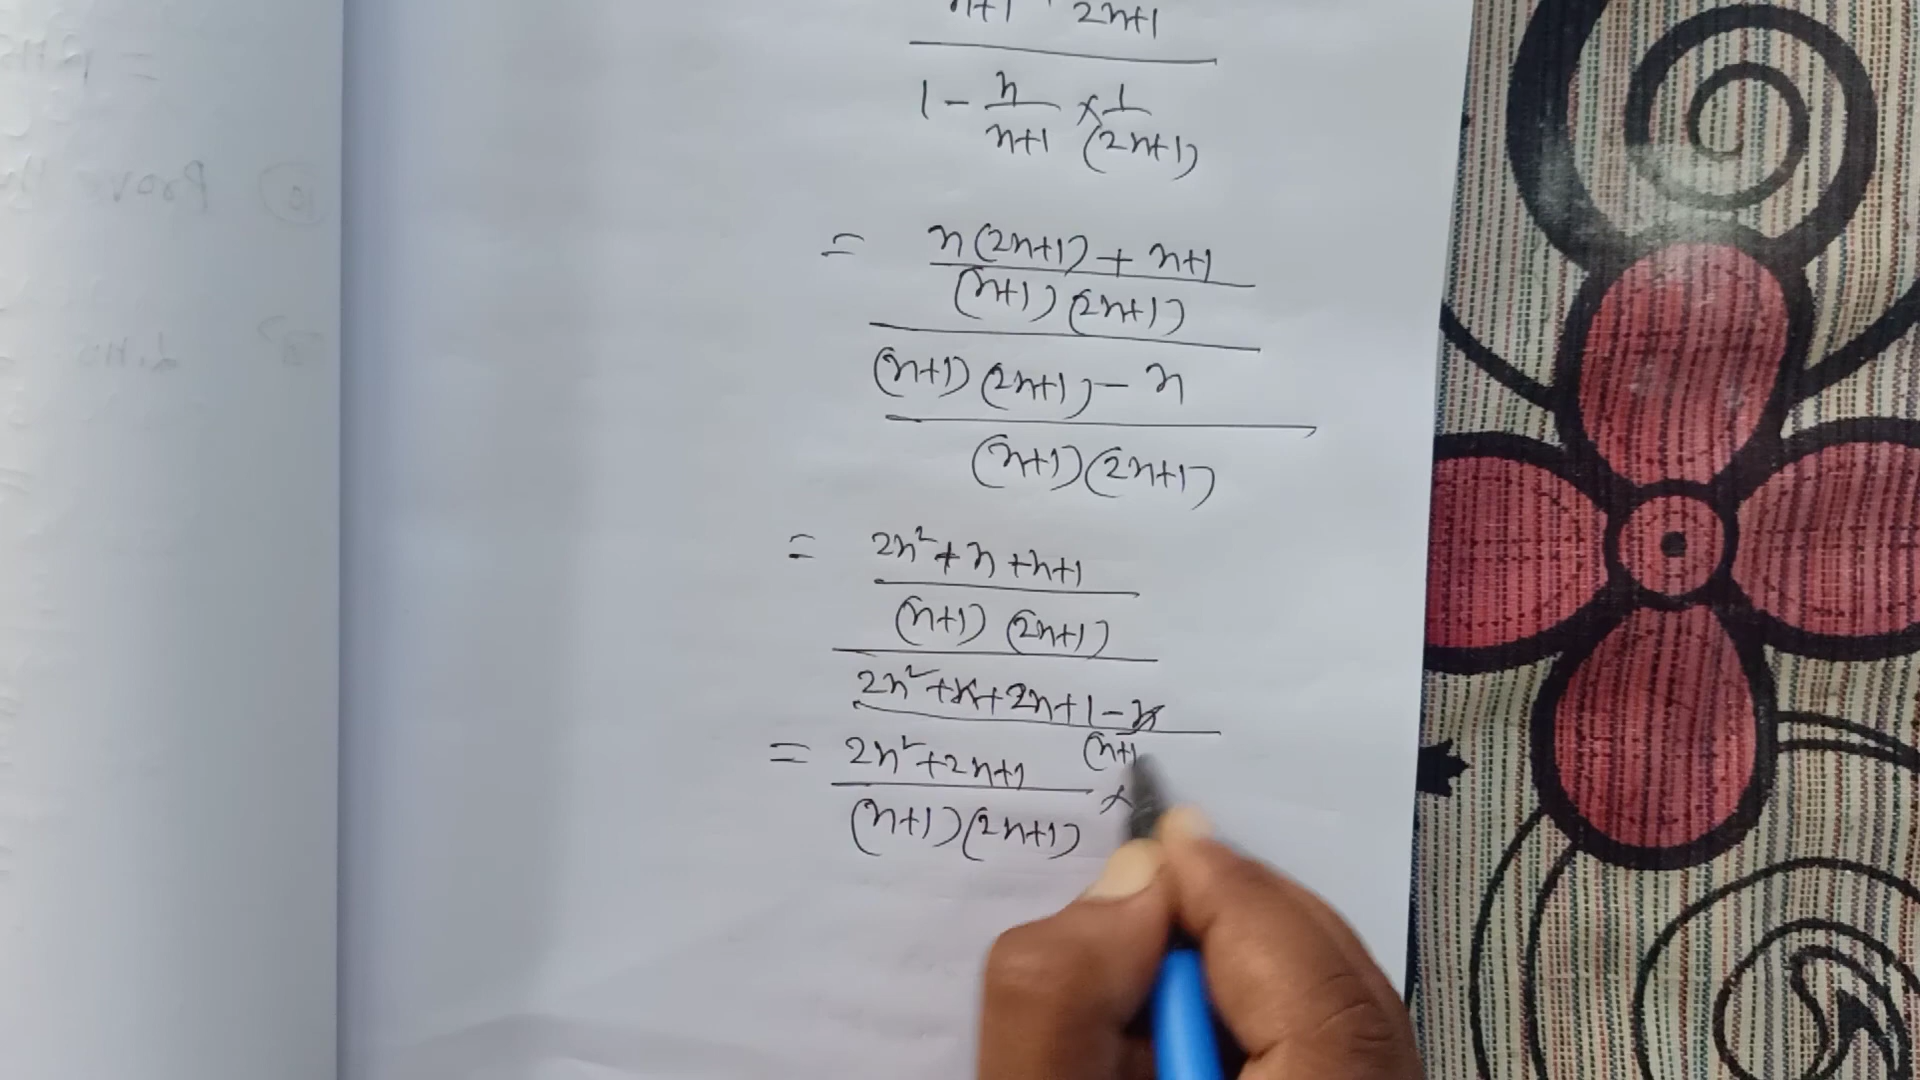 n+1 2n+1
1 - n/n+1 × 1/(2n+1)
= n(2n+1) + n+1
(n+1) (2n+1)
(n+1) (2n+1) - n
(n+1) (2n+1)
= 2n² + n + n+1
(n+1) (2n+1)
2n² + n + 2n + 1 - n
= 2n² + 2n+1 (n+1
(n+1) (2n+1) ×